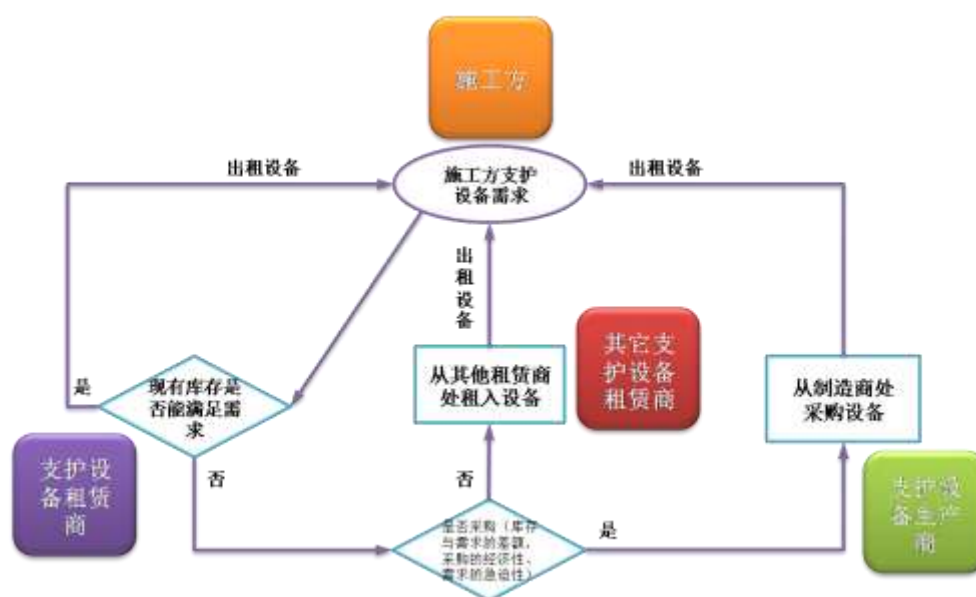 施工方
出租设备
出租设备
施工方支护
设备需求
出
租
设
备
其它支
护设备
租赁商
现有库存是
否能满足需
求
是
从其他租赁商
处租入设备
从制造商处
采购设备
支护设
备租赁
商
否
否
是
是否采购（库存
与需求的差额、
采购的经济性、
需求的急迫性）
支护设
备生产
商